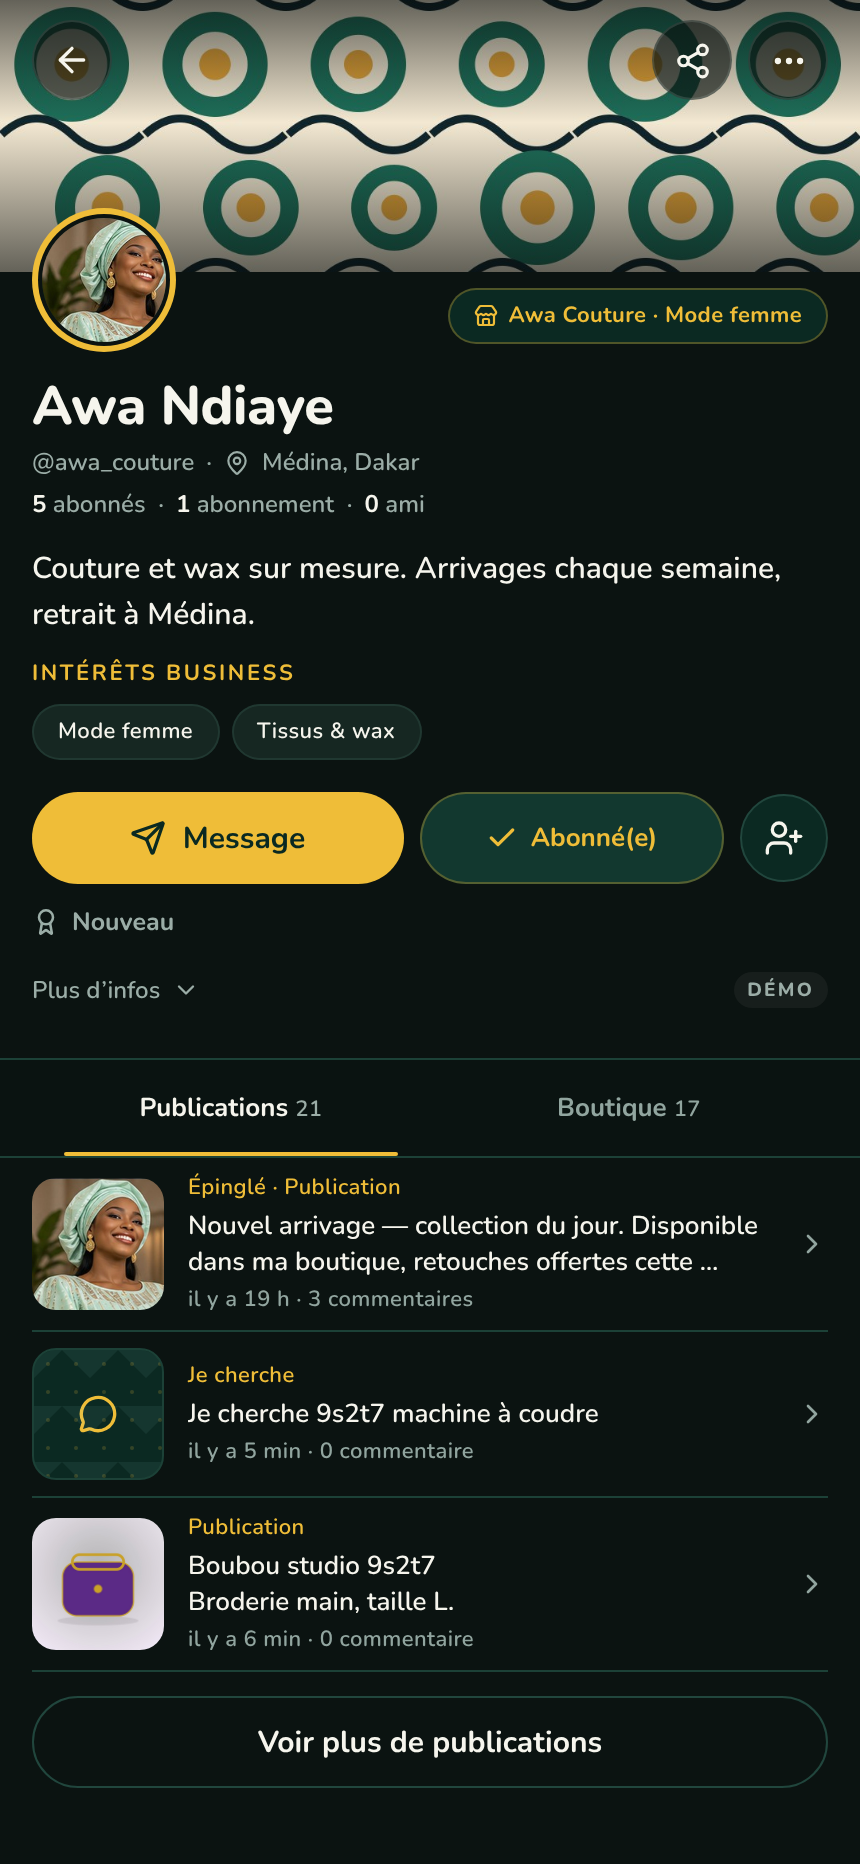 Awa Couture · Mode femme
Awa Ndiaye
@awa_couture · Médina, Dakar
5 abonnés · 1 abonnement · 0 ami
Couture et wax sur mesure. Arrivages chaque semaine,
retrait à Médina.
INTÉRÊTS BUSINESS
Mode femme
Tissus & wax
Message
Abonné(e)
Nouveau
Plus d’infos
DÉMO
Publications 21
Boutique 17
Épinglé · Publication
Nouvel arrivage — collection du jour. Disponible
dans ma boutique, retouches offertes cette ...
il y a 19 h · 3 commentaires
Je cherche
Je cherche 9s2t7 machine à coudre
il y a 5 min · 0 commentaire
Publication
Boubou studio 9s2t7
Broderie main, taille L.
il y a 6 min · 0 commentaire
Voir plus de publications